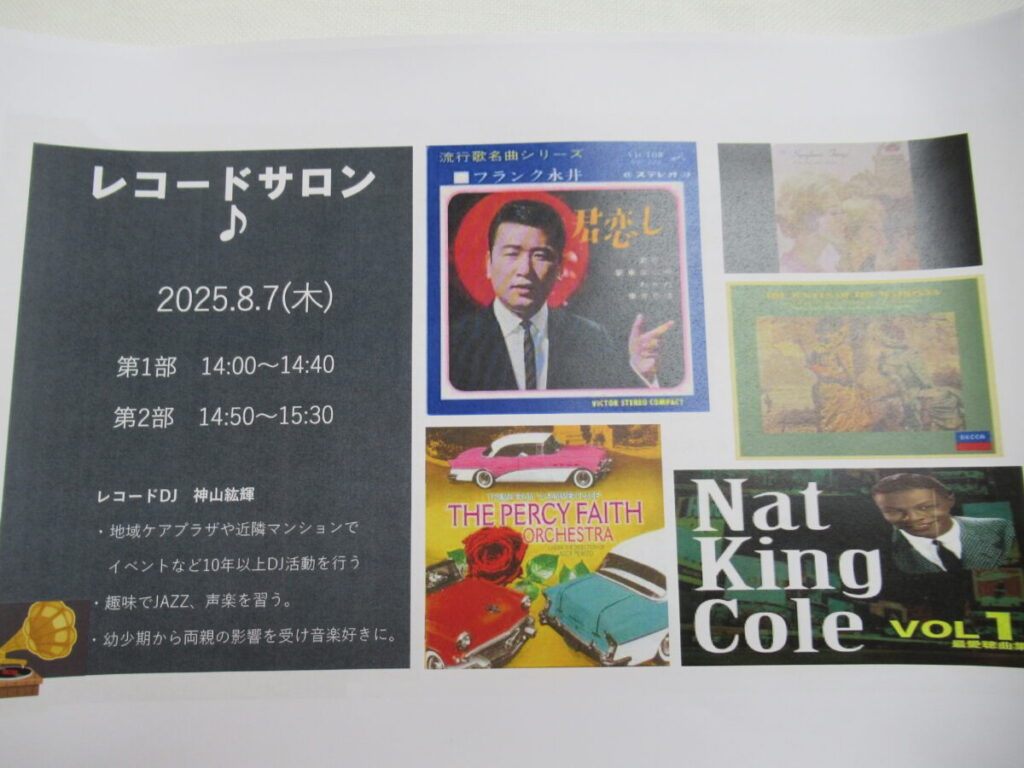 レコードサロン
♪
2025.8.7(木)
第1部 14:00～14:40
第2部 14:50～15:30
レコードDJ 神山紘輝
・地域ケアプラザや近隣マンションで
イベントなど10年以上DJ活動を行う
・趣味でJAZZ、声楽を習う。
・幼少期から両親の影響を受け音楽好きに。
流行歌名曲シリーズ
VICTOR
■フランク永井
ステレオ
君恋し
VICTOR STEREO COMPACT
THE PERCY FAITH
ORCHESTRA
DECCA
Nat
King
Cole
VOL 1
最愛聴曲集